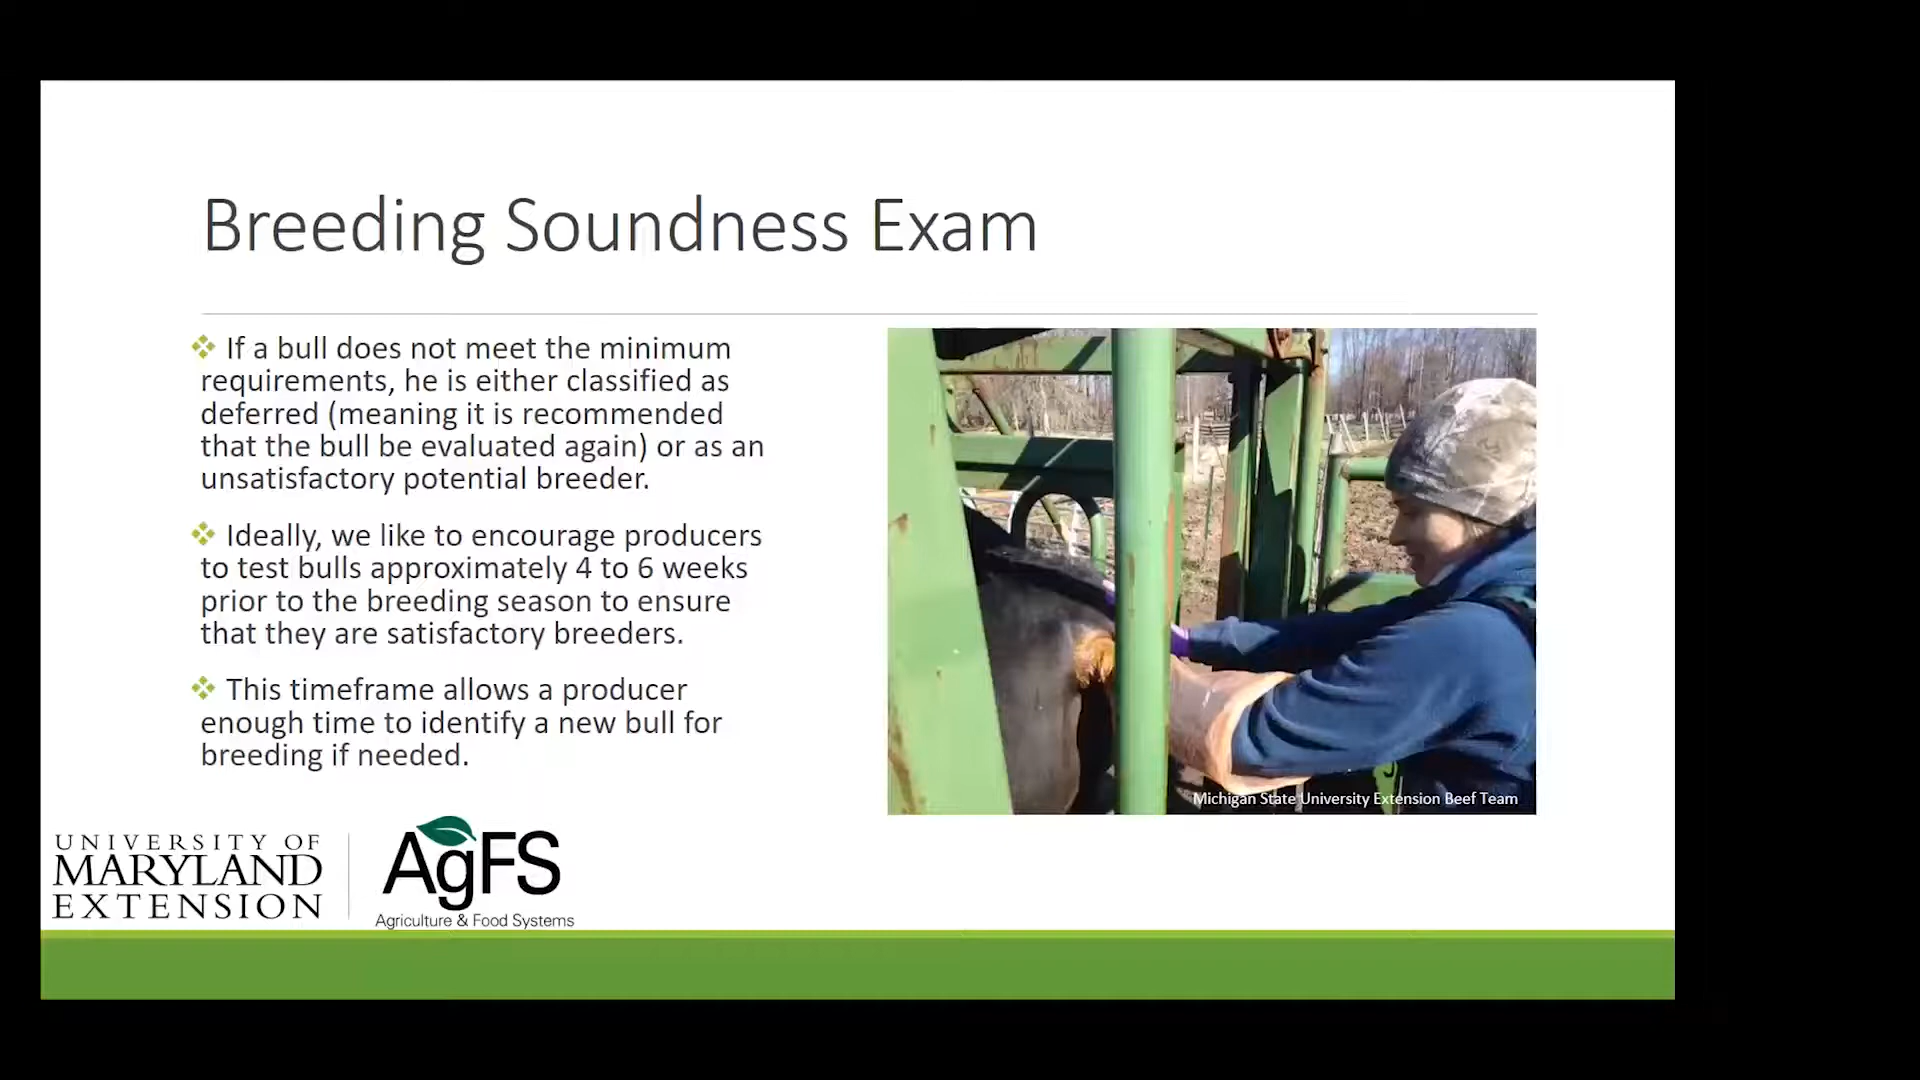 Breeding Soundness Exam
If a bull does not meet the minimum
requirements, he is either classified as
deferred (meaning it is recommended
that the bull be evaluated again) or as an
unsatisfactory potential breeder.
Ideally, we like to encourage producers
to test bulls approximately 4 to 6 weeks
prior to the breeding season to ensure
that they are satisfactory breeders.
This timeframe allows a producer
enough time to identify a new bull for
breeding if needed.
Michigan State University Extension Beef Team
UNIVERSITY OF
MARYLAND
EXTENSION
AgFS
Agriculture & Food Systems